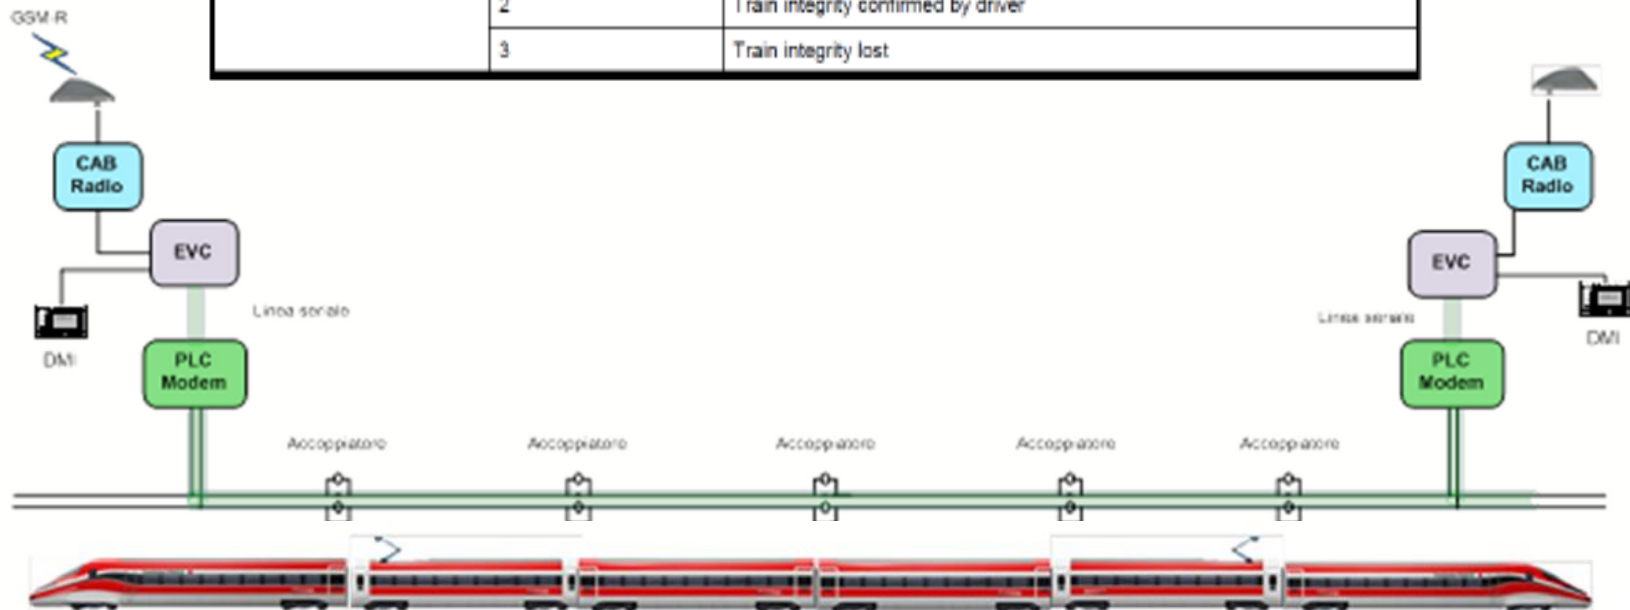 GSM-R
2
Train integrity confirmed by driver
3
Train integrity lost
CAB
Radio
CAB
Radio
EVC
EVC
Linea seriale
Linea seriale
DMI
DMI
PLC
Modem
PLC
Modem
Accoppiatore
Accoppiatore
Accoppiatore
Accoppiatore
Accoppiatore